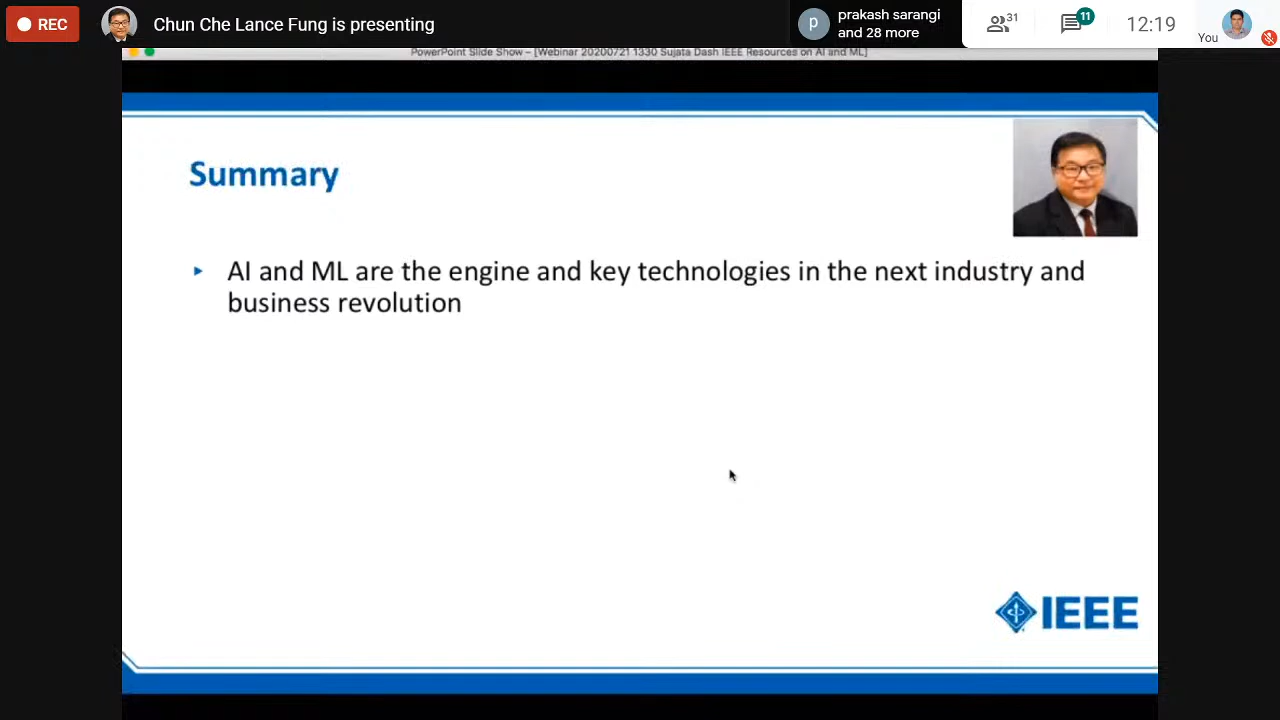 REC
Chun Che Lance Fung is presenting
p
prakash sarangi
and 28 more
31
11
12:19
You
PowerPoint Slide Show – [Webinar 20200721 1330 Sujata Dash IEEE Resources on AI and ML]
Summary
▸ AI and ML are the engine and key technologies in the next industry and
business revolution
IEEE